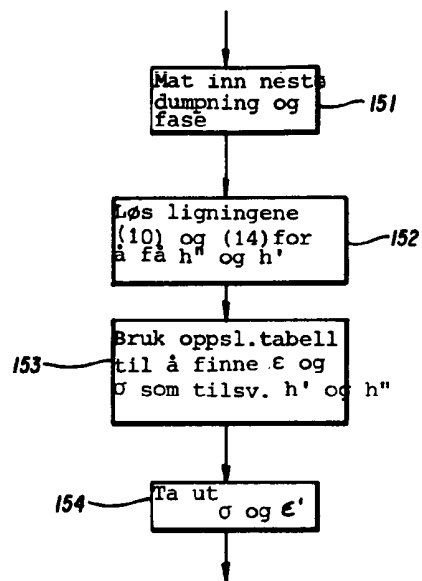 Mat inn neste
dumpning og
fase
151
Løs ligningene
(10) og (14)for
å få h" og h'
152
Bruk oppsl.tabell
til å finne ε og
σ som tilsv. h' og h"
153
Ta ut
σ og ε'
154